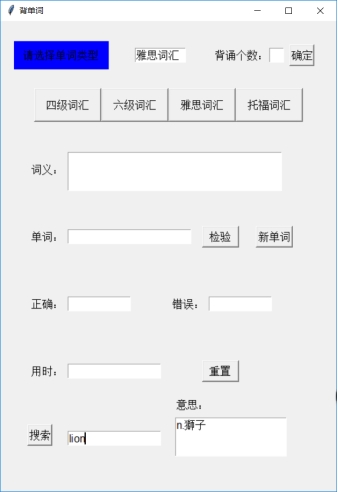 背单词
请选择单词类型
雅思词汇
背诵个数：
确定
四级词汇
六级词汇
雅思词汇
托福词汇
词义：
单词：
检验
新单词
正确：
错误：
用时：
重置
意思：
搜索
lion
n.獅子